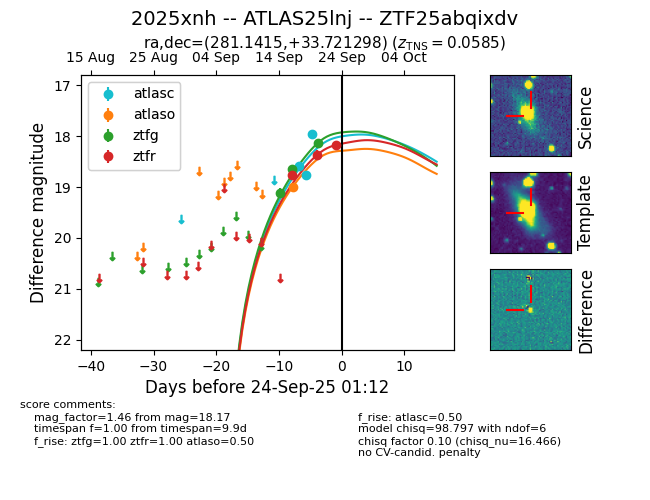 2025xnh -- ATLAS25lnj -- ZTF25abqixdv
ra,dec=(281.1415,+33.721298) (z_TNS = 0.0585)
15 Aug 25 Aug 04 Sep 14 Sep 24 Sep 04 Oct
atlasc
atlaso
ztfg
ztfr
17
18
19
20
21
22
Difference magnitude
−40 −30 −20 −10 0 10
Days before 24-Sep-25 01:12
Science
Template
Difference
score comments:
mag_factor=1.46 from mag=18.17
timespan f=1.00 from timespan=9.9d
f_rise: ztfg=1.00 ztfr=1.00 atlaso=0.50
f_rise: atlasc=0.50
model chisq=98.797 with ndof=6
chisq factor 0.10 (chisq_nu=16.466)
no CV-candid. penalty